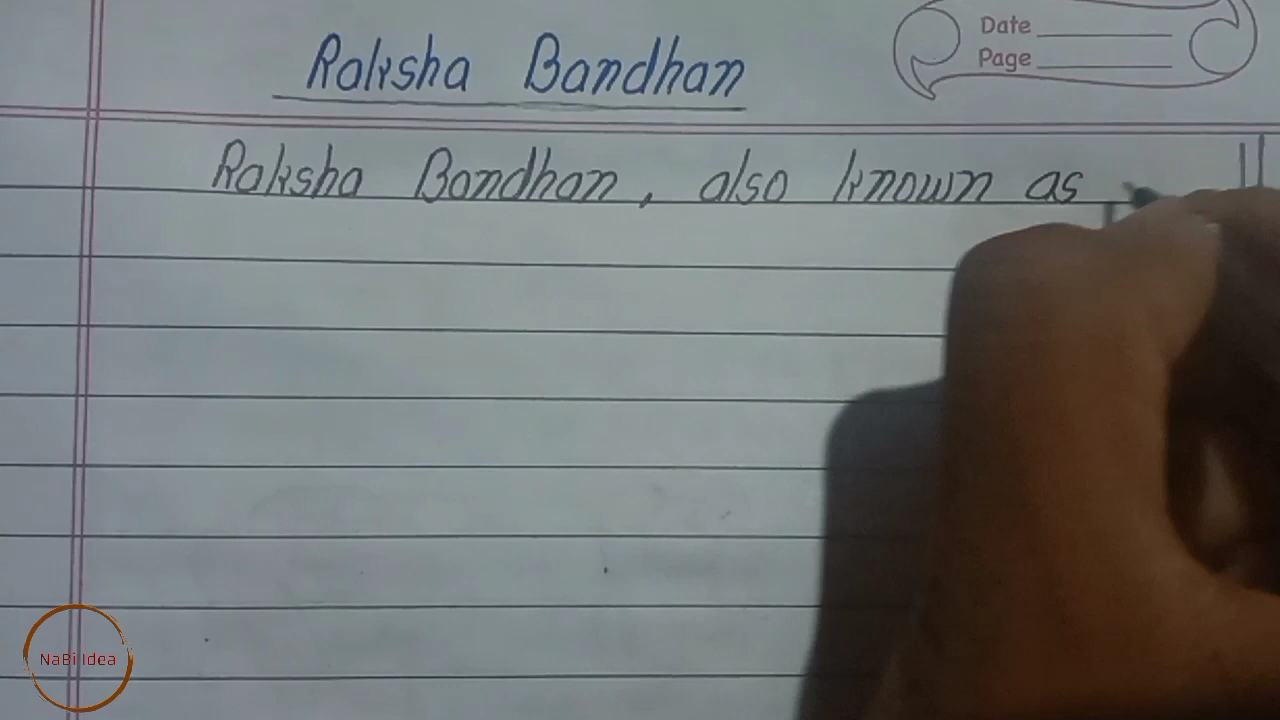 Raksha Bandhan
Date
Page
Raksha Bandhan, also known as
NaBi Idea